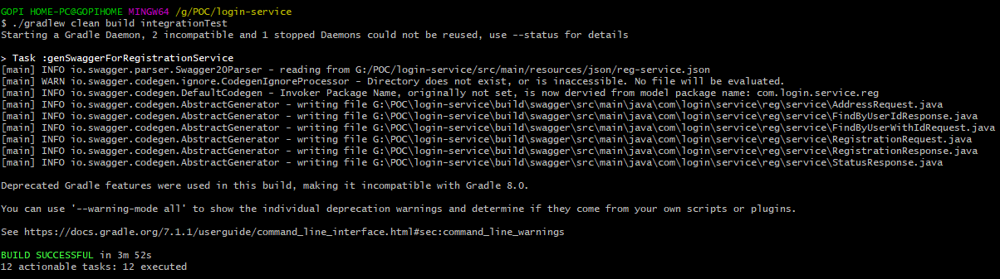 GOPI HOME-PC@GOPIHOME MINGW64 /g/POC/login-service
$ ./gradlew clean build integrationTest
Starting a Gradle Daemon, 2 incompatible and 1 stopped Daemons could not be reused, use --status for details
> Task :genSwaggerForRegistrationService
[main] INFO io.swagger.parser.Swagger20Parser - reading from G:/POC/login-service/src/main/resources/json/reg-service.json
[main] WARN io.swagger.codegen.ignore.CodegenIgnoreProcessor - Directory does not exist, or is inaccessible. No file will be evaluated.
[main] INFO io.swagger.codegen.DefaultCodegen - Invoker Package Name, originally not set, is now dervied from model package name: com.login.service.reg
[main] INFO io.swagger.codegen.AbstractGenerator - writing file G:\POC\login-service\build\swagger\src\main\java\com\login\service\reg\service\AddressRequest.java
[main] INFO io.swagger.codegen.AbstractGenerator - writing file G:\POC\login-service\build\swagger\src\main\java\com\login\service\reg\service\FindByUserIdResponse.java
[main] INFO io.swagger.codegen.AbstractGenerator - writing file G:\POC\login-service\build\swagger\src\main\java\com\login\service\reg\service\FindByUserWithIdRequest.java
[main] INFO io.swagger.codegen.AbstractGenerator - writing file G:\POC\login-service\build\swagger\src\main\java\com\login\service\reg\service\RegistrationRequest.java
[main] INFO io.swagger.codegen.AbstractGenerator - writing file G:\POC\login-service\build\swagger\src\main\java\com\login\service\reg\service\RegistrationResponse.java
[main] INFO io.swagger.codegen.AbstractGenerator - writing file G:\POC\login-service\build\swagger\src\main\java\com\login\service\reg\service\StatusResponse.java
Deprecated Gradle features were used in this build, making it incompatible with Gradle 8.0.
You can use '--warning-mode all' to show the individual deprecation warnings and determine if they come from your own scripts or plugins.
See https://docs.gradle.org/7.1.1/userguide/command_line_interface.html#sec:command_line_warnings
BUILD SUCCESSFUL in 3m 52s
12 actionable tasks: 12 executed